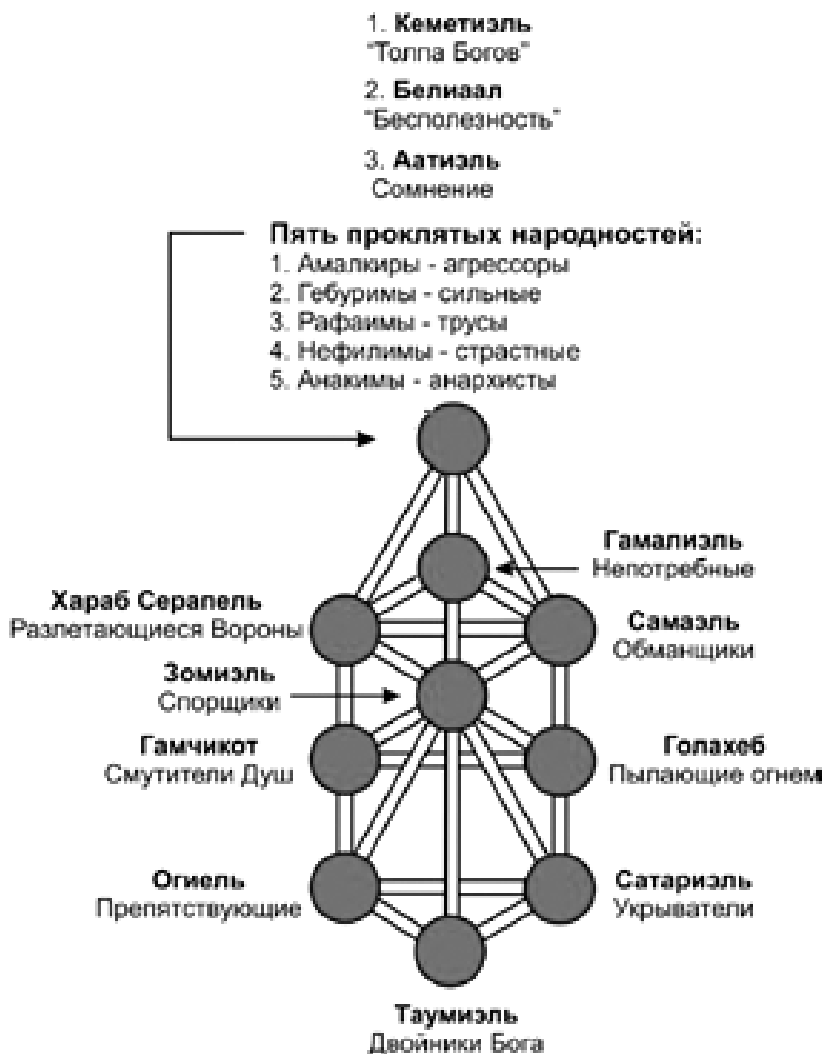 1. Кеметиэль
"Толпа Богов"
2. Белиаал
"Бесполезность"
3. Аатиэль
Сомнение
Пять проклятых народностей:
1. Амалкиры - агрессоры
2. Гебуримы - сильные
3. Рафаимы - трусы
4. Нефилимы - страстные
5. Анакимы - анархисты
Гамалиэль
Непотребные
Хараб Серапель
Разлетающиеся Вороны
Самаэль
Обманщики
Зомиэль
Спорщики
Гамчикот
Смутители Душ
Голахеб
Пылающие огнем
Огиель
Препятствующие
Сатариэль
Укрыватели
Таумиэль
Двойники Бога